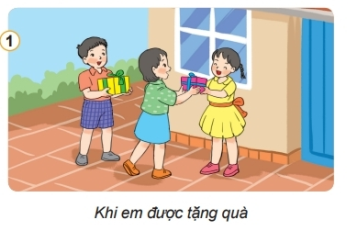 1
Khi em được tặng quà